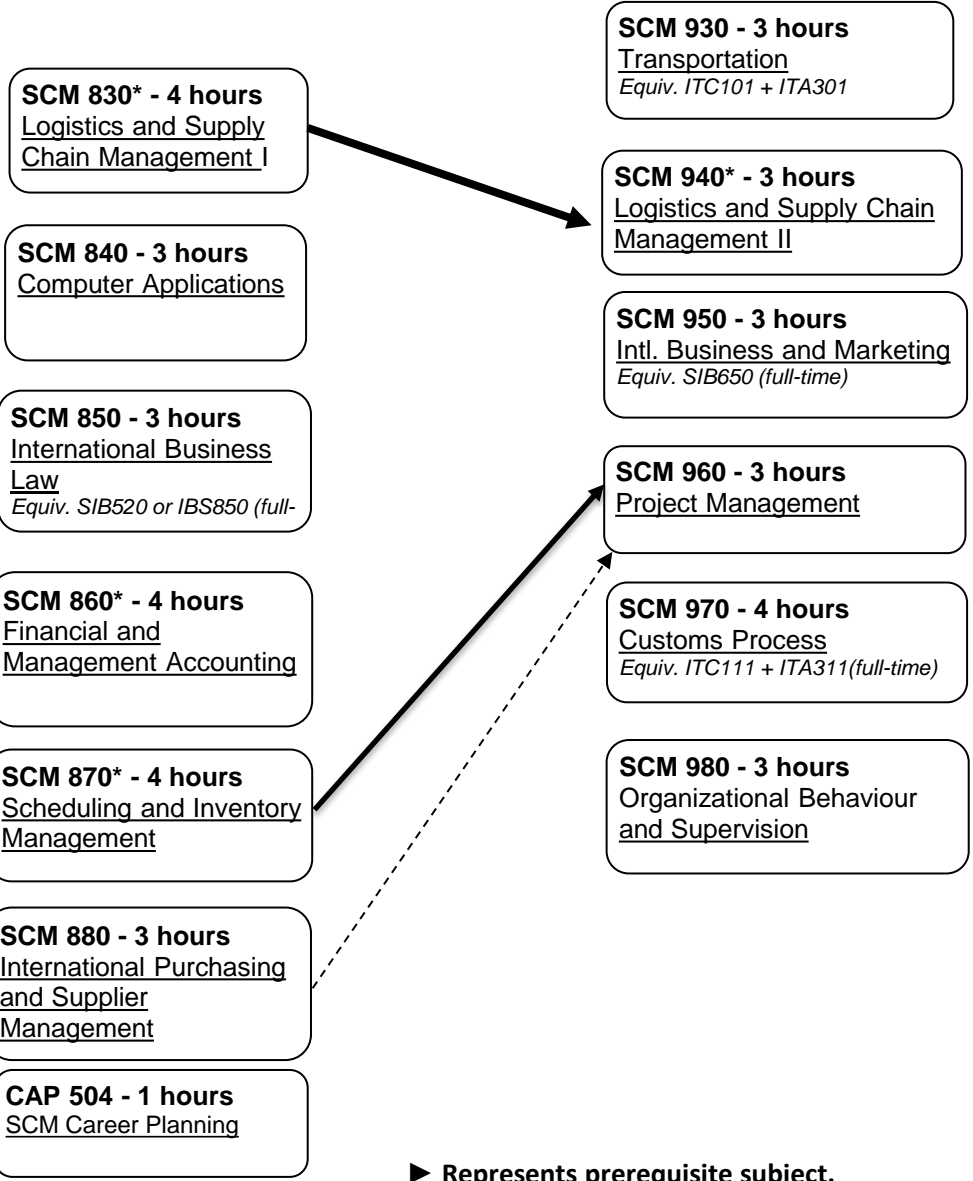 SCM 830* - 4 hours
Logistics and Supply
Chain Management I
SCM 840 - 3 hours
Computer Applications
SCM 850 - 3 hours
International Business
Law
Equiv. SIB520 or IBS850 (full-
SCM 860* - 4 hours
Financial and
Management Accounting
SCM 870* - 4 hours
Scheduling and Inventory
Management
SCM 880 - 3 hours
International Purchasing
and Supplier
Management
CAP 504 - 1 hours
SCM Career Planning
SCM 930 - 3 hours
Transportation
Equiv. ITC101 + ITA301
SCM 940* - 3 hours
Logistics and Supply Chain
Management II
SCM 950 - 3 hours
Intl. Business and Marketing
Equiv. SIB650 (full-time)
SCM 960 - 3 hours
Project Management
SCM 970 - 4 hours
Customs Process
Equiv. ITC111 + ITA311(full-time)
SCM 980 - 3 hours
Organizational Behaviour
and Supervision
► Represents prerequisite subject.